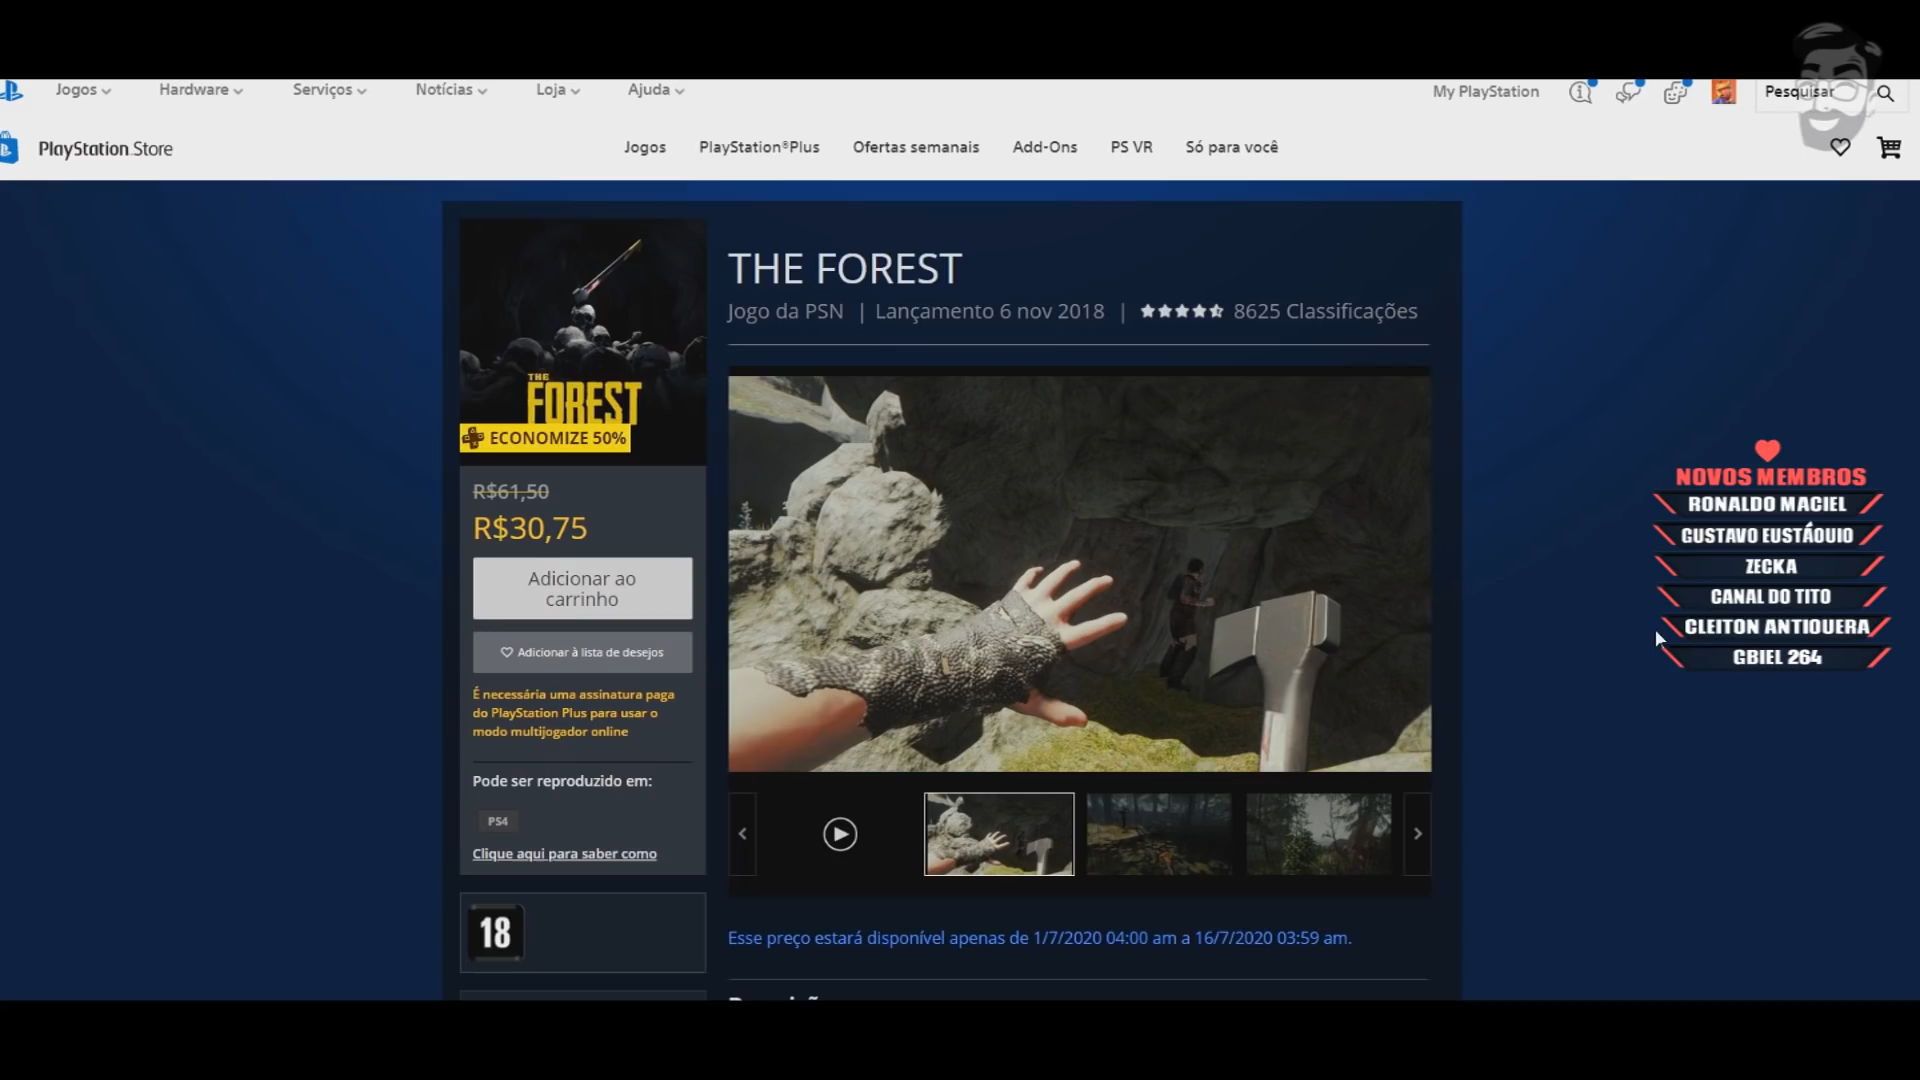 Jogos
Hardware
Serviços
Notícias
Loja
Ajuda
My PlayStation
Pesquisar
PlayStation Store
Jogos
PlayStation®Plus
Ofertas semanais
Add-Ons
PS VR
Só para você
THE FOREST
ECONOMIZE 50%
R$61,50
R$30,75
Adicionar ao
carrinho
Adicionar à lista de desejos
É necessária uma assinatura paga
do PlayStation Plus para usar o
modo multijogador online
Pode ser reproduzido em:
PS4
Clique aqui para saber como
18
THE FOREST
Jogo da PSN | Lançamento 6 nov 2018 | 8625 Classificações
Esse preço estará disponível apenas de 1/7/2020 04:00 am a 16/7/2020 03:59 am.
NOVOS MEMBROS
RONALDO MACIEL
GUSTAVO EUSTÁQUIO
ZECKA
CANAL DO TITO
CLEITON ANTIQUERA
GBIEL 264